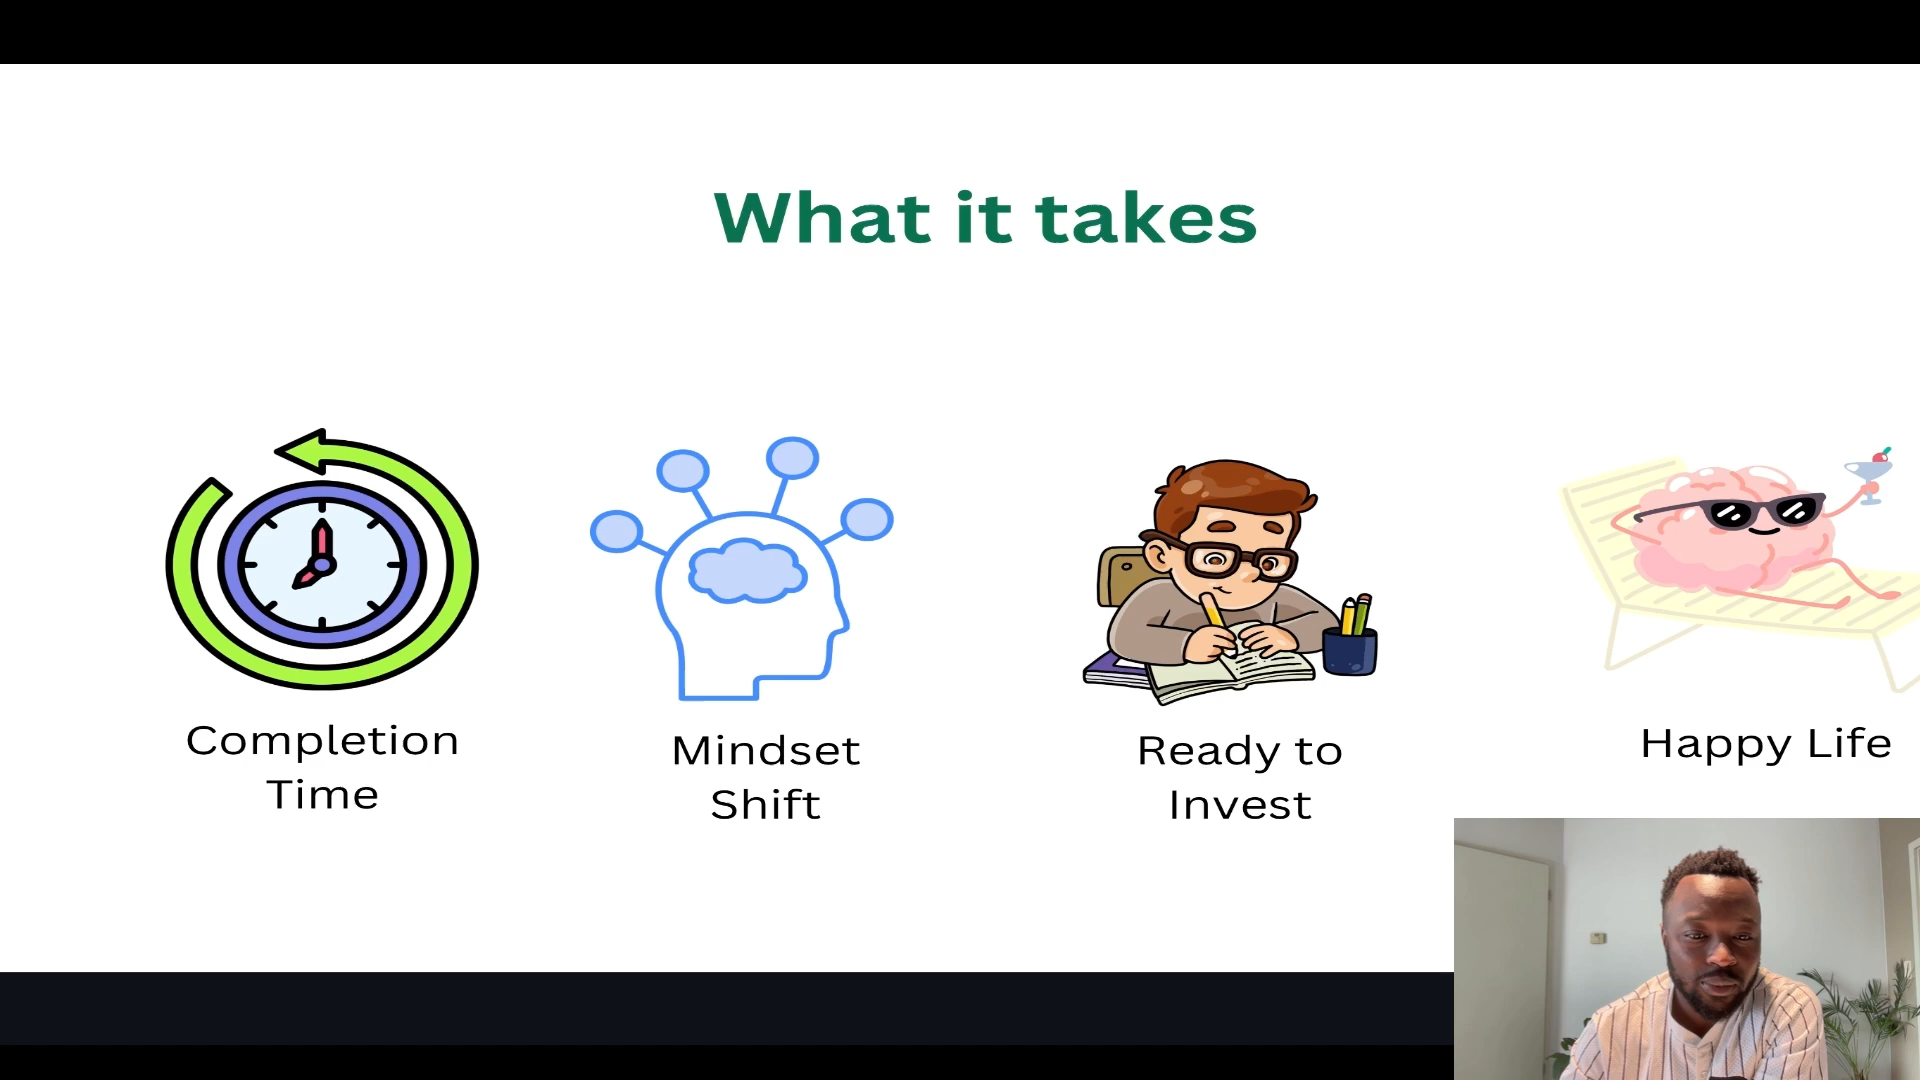 What it takes
Completion
Time
Mindset
Shift
Ready to
Invest
Happy Life